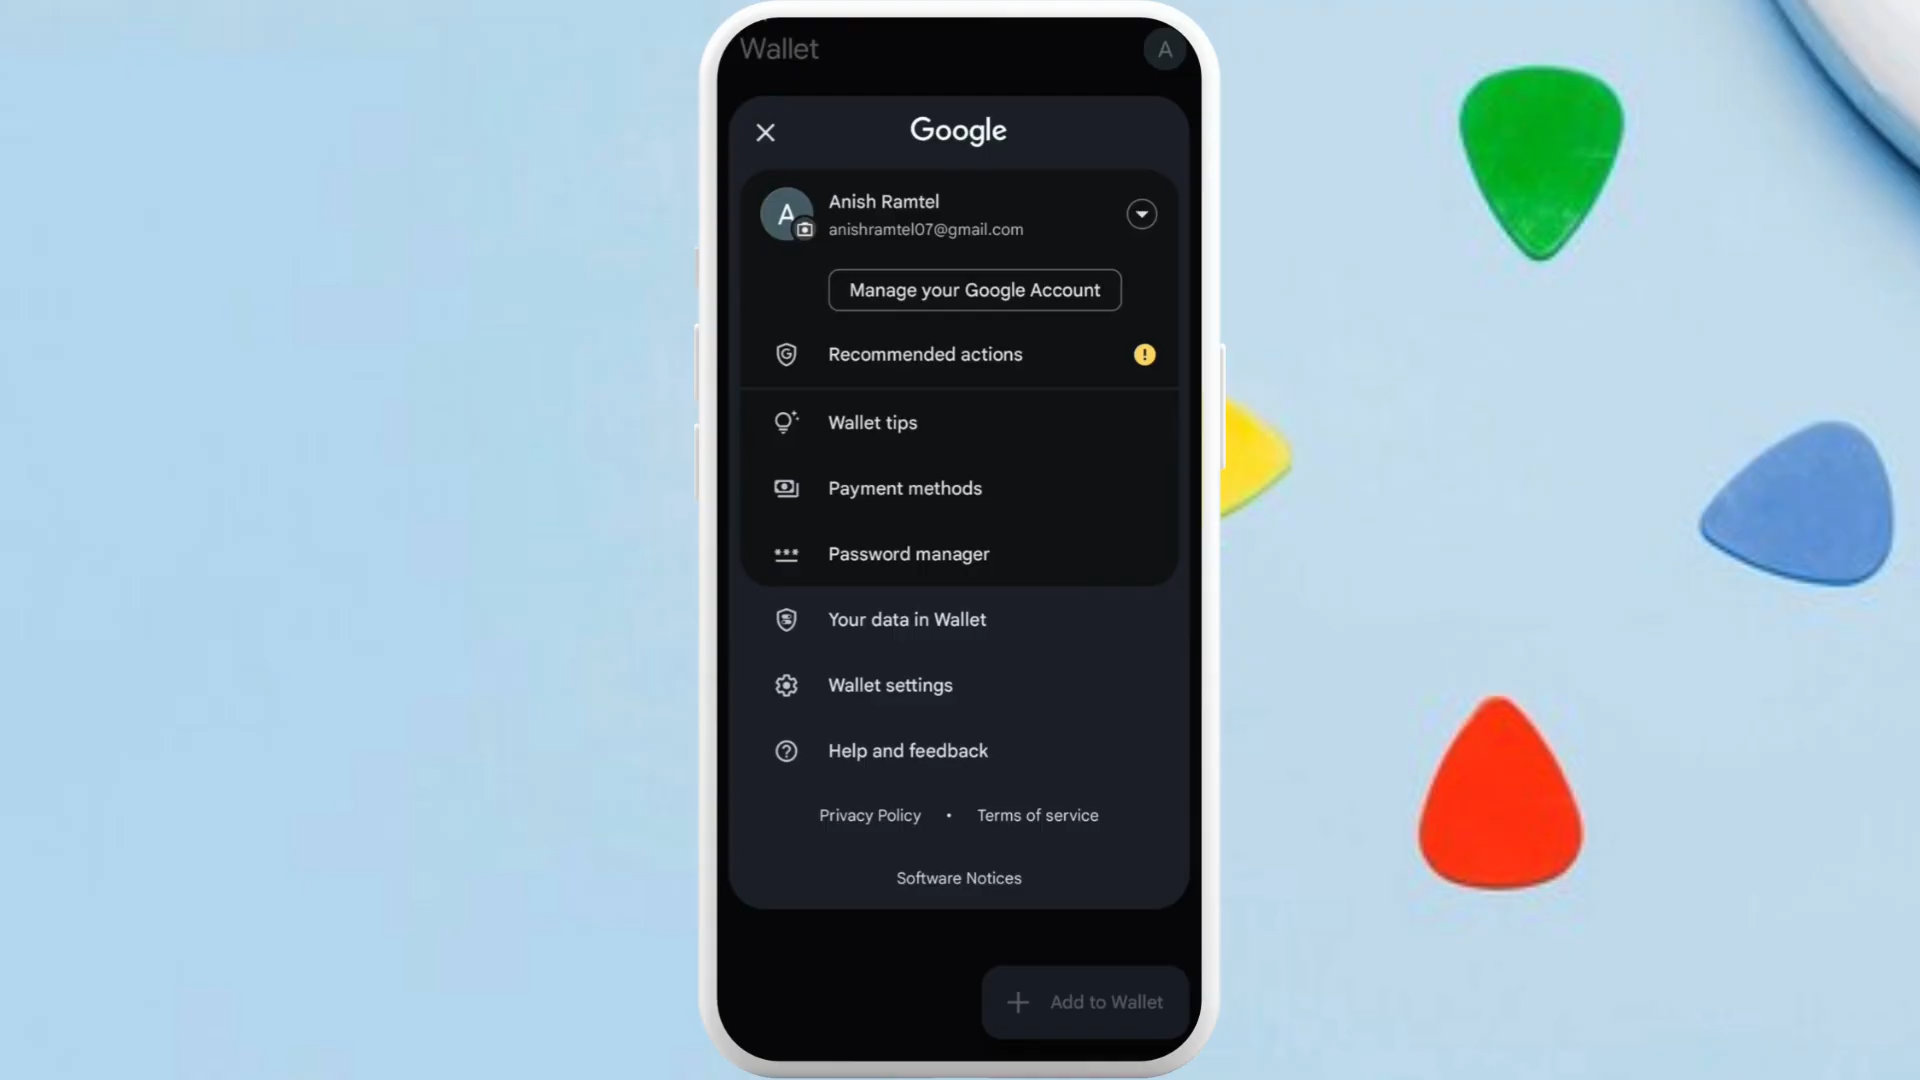 Wallet
A
Google
A
Anish Ramtel
anishramtel07@gmail.com
Manage your Google Account
Recommended actions
Wallet tips
Payment methods
Password manager
Your data in Wallet
Wallet settings
Help and feedback
Privacy Policy • Terms of service
Software Notices
+ Add to Wallet